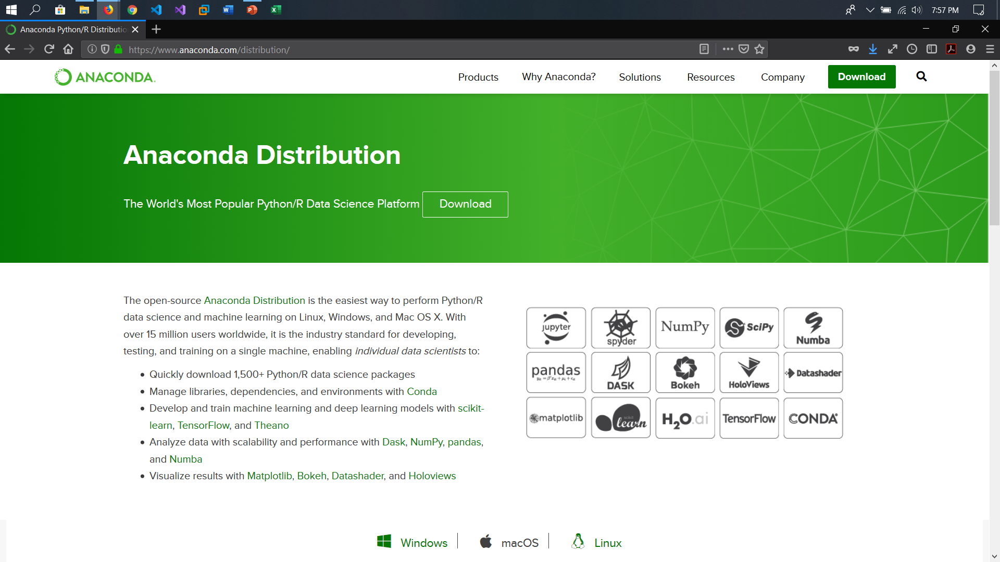 7:57 PM
Anaconda Python/R Distributio
https://www.anaconda.com/distribution/
ANACONDA.
Products Why Anaconda? Solutions Resources Company Download
Anaconda Distribution
The World's Most Popular Python/R Data Science Platform Download
The open-source Anaconda Distribution is the easiest way to perform Python/R
data science and machine learning on Linux, Windows, and Mac OS X. With
over 15 million users worldwide, it is the industry standard for developing,
testing, and training on a single machine, enabling individual data scientists to:
• Quickly download 1,500+ Python/R data science packages
• Manage libraries, dependencies, and environments with Conda
• Develop and train machine learning and deep learning models with scikit-
learn, TensorFlow, and Theano
• Analyze data with scalability and performance with Dask, NumPy, pandas,
and Numba
• Visualize results with Matplotlib, Bokeh, Datashader, and Holoviews
jupyter spyder NumPy SciPy Numba
pandas DASK Bokeh HoloViews Datashader
matplotlib scikit learn H2O.ai TensorFlow CONDA
Windows macOS Linux